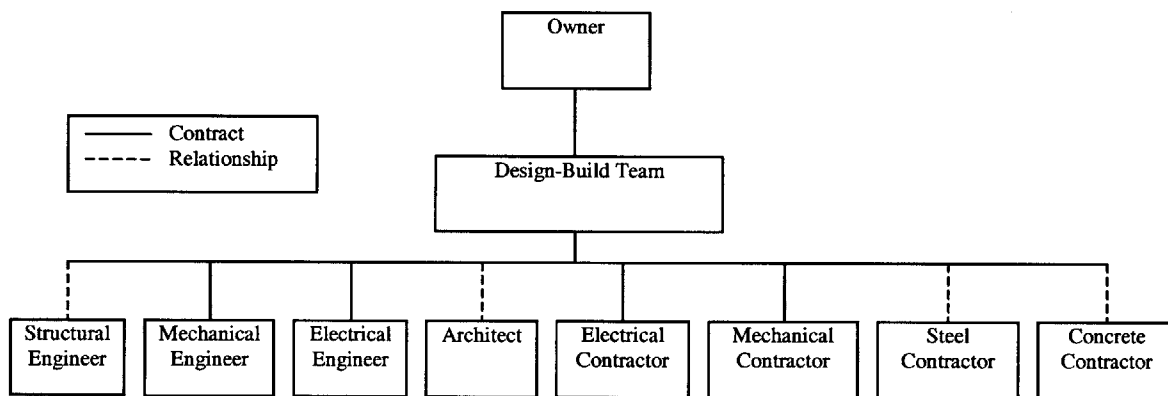 Owner
Contract
Relationship
Design-Build Team
Structural
Engineer
Mechanical
Engineer
Electrical
Engineer
Architect
Electrical
Contractor
Mechanical
Contractor
Steel
Contractor
Concrete
Contractor